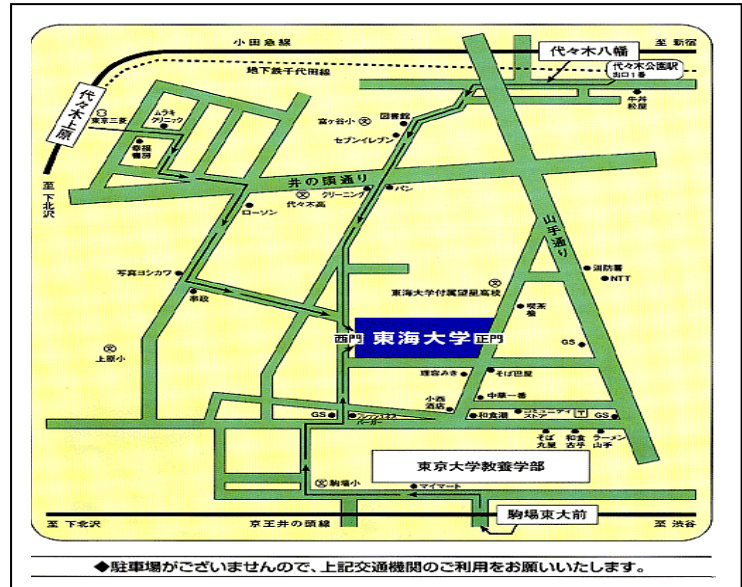 小田急線
代々木八幡
至 新宿
地下鉄千代田線
代々木公園駅
出口1番
代々木上原
東京三菱
ムラキ
クリニック
富ヶ谷小
図書館
セブンイレブン
牛丼
松屋
幸福
書房
至 下北沢
井の頭通り
代々木高
クリーニング
パン
ローソン
山手通り
写真ヨシカワ
消防署
NTT
東海大学付属望星高校
喫茶
槍
上原小
西門
東海大学
正門
GS
理容みき
そば巴屋
小西
酒店
中華一番
GS
フレッシュネス
バーガー
和食潮
コミュニティ
ストア
GS
そば
丸屋
和食
古乎
ラーメン
山手
東京大学教養学部
駒場小
マイマート
至 下北沢
京王井の頭線
駒場東大前
至 渋谷
◆駐車場がございませんので、上記交通機関のご利用をお願いいたします。